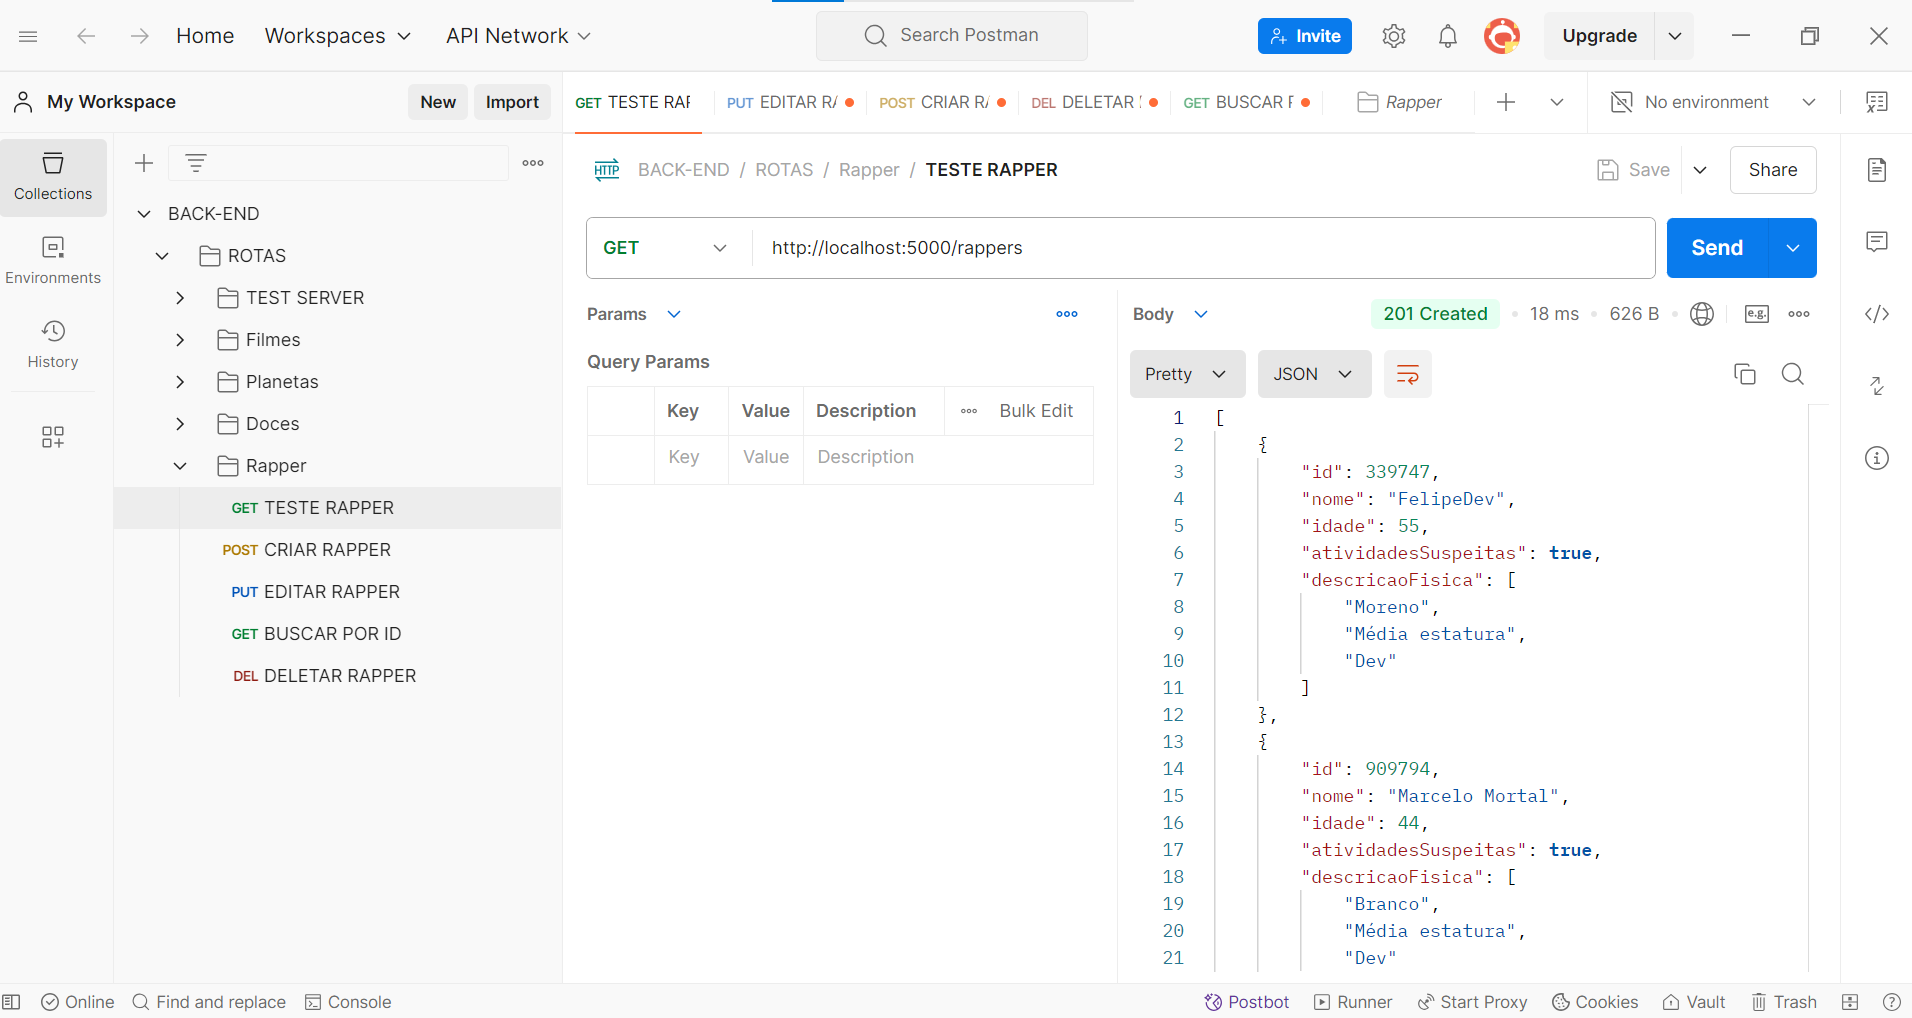 Home Workspaces API Network Search Postman Invite Upgrade
My Workspace New Import GET TESTE RAF PUT EDITAR RA POST CRIAR RA DEL DELETAR GET BUSCAR F Rapper No environment
Collections
Environments
History
BACK-END
ROTAS
TEST SERVER
Filmes
Planetas
Doces
Rapper
GET TESTE RAPPER
POST CRIAR RAPPER
PUT EDITAR RAPPER
GET BUSCAR POR ID
DEL DELETAR RAPPER
HTTP BACK-END / ROTAS / Rapper / TESTE RAPPER Save Share
GET http://localhost:5000/rappers Send
Params
Query Params
Key Value Description Bulk Edit
Key Value Description
Body 201 Created 18 ms 626 B e.g.
Pretty JSON
1 [
2 {
3 "id": 339747,
4 "nome": "FelipeDev",
5 "idade": 55,
6 "atividadesSuspeitas": true,
7 "descricaoFisica": [
8 "Moreno",
9 "Média estatura",
10 "Dev"
11 ]
12 },
13 {
14 "id": 909794,
15 "nome": "Marcelo Mortal",
16 "idade": 44,
17 "atividadesSuspeitas": true,
18 "descricaoFisica": [
19 "Branco",
20 "Média estatura",
21 "Dev"
Online Find and replace Console Postbot Runner Start Proxy Cookies Vault Trash